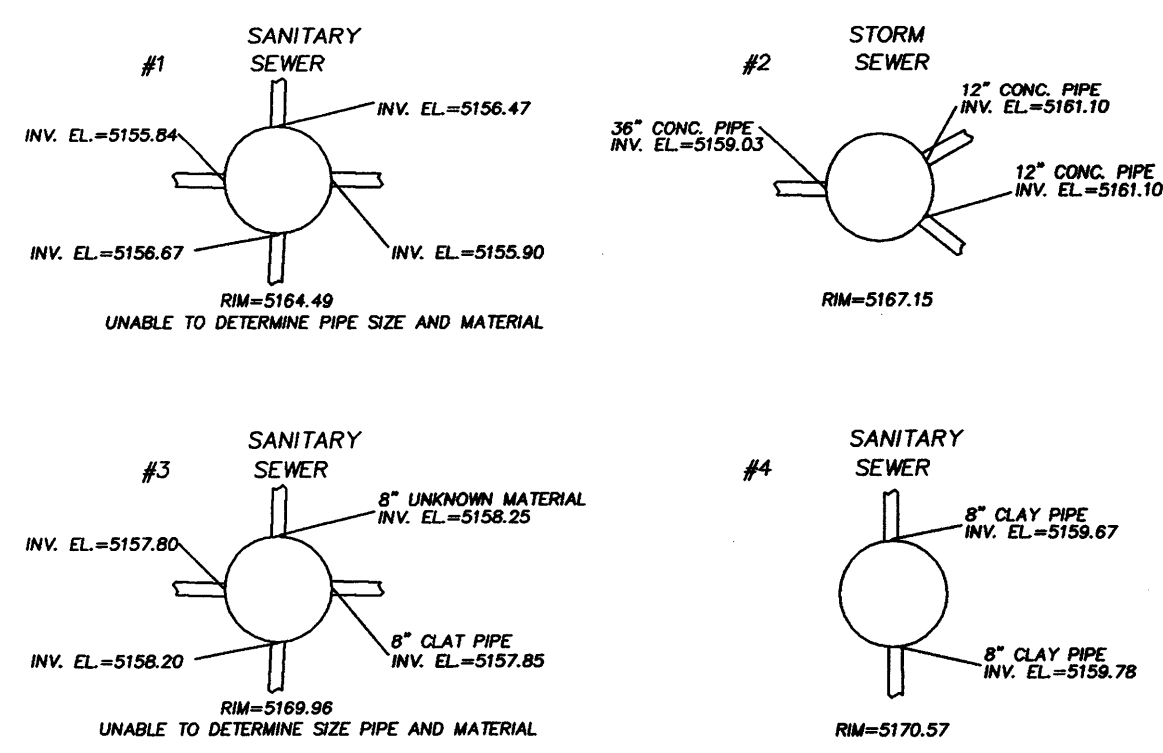 #1
SANITARY
SEWER
INV. EL.=5156.47
INV. EL.=5155.84
INV. EL.=5156.67
INV. EL.=5155.90
RIM=5164.49
UNABLE TO DETERMINE PIPE SIZE AND MATERIAL
#2
STORM
SEWER
12" CONC. PIPE
INV. EL.=5161.10
36" CONC. PIPE
INV. EL.=5159.03
12" CONC. PIPE
INV. EL.=5161.10
RIM=5167.15
#3
SANITARY
SEWER
8" UNKNOWN MATERIAL
INV. EL.=5158.25
INV. EL.=5157.80
8" CLAT PIPE
INV. EL.=5157.85
INV. EL.=5158.20
RIM=5169.96
UNABLE TO DETERMINE SIZE PIPE AND MATERIAL
#4
SANITARY
SEWER
8" CLAY PIPE
INV. EL.=5159.67
8" CLAY PIPE
INV. EL.=5159.78
RIM=5170.57